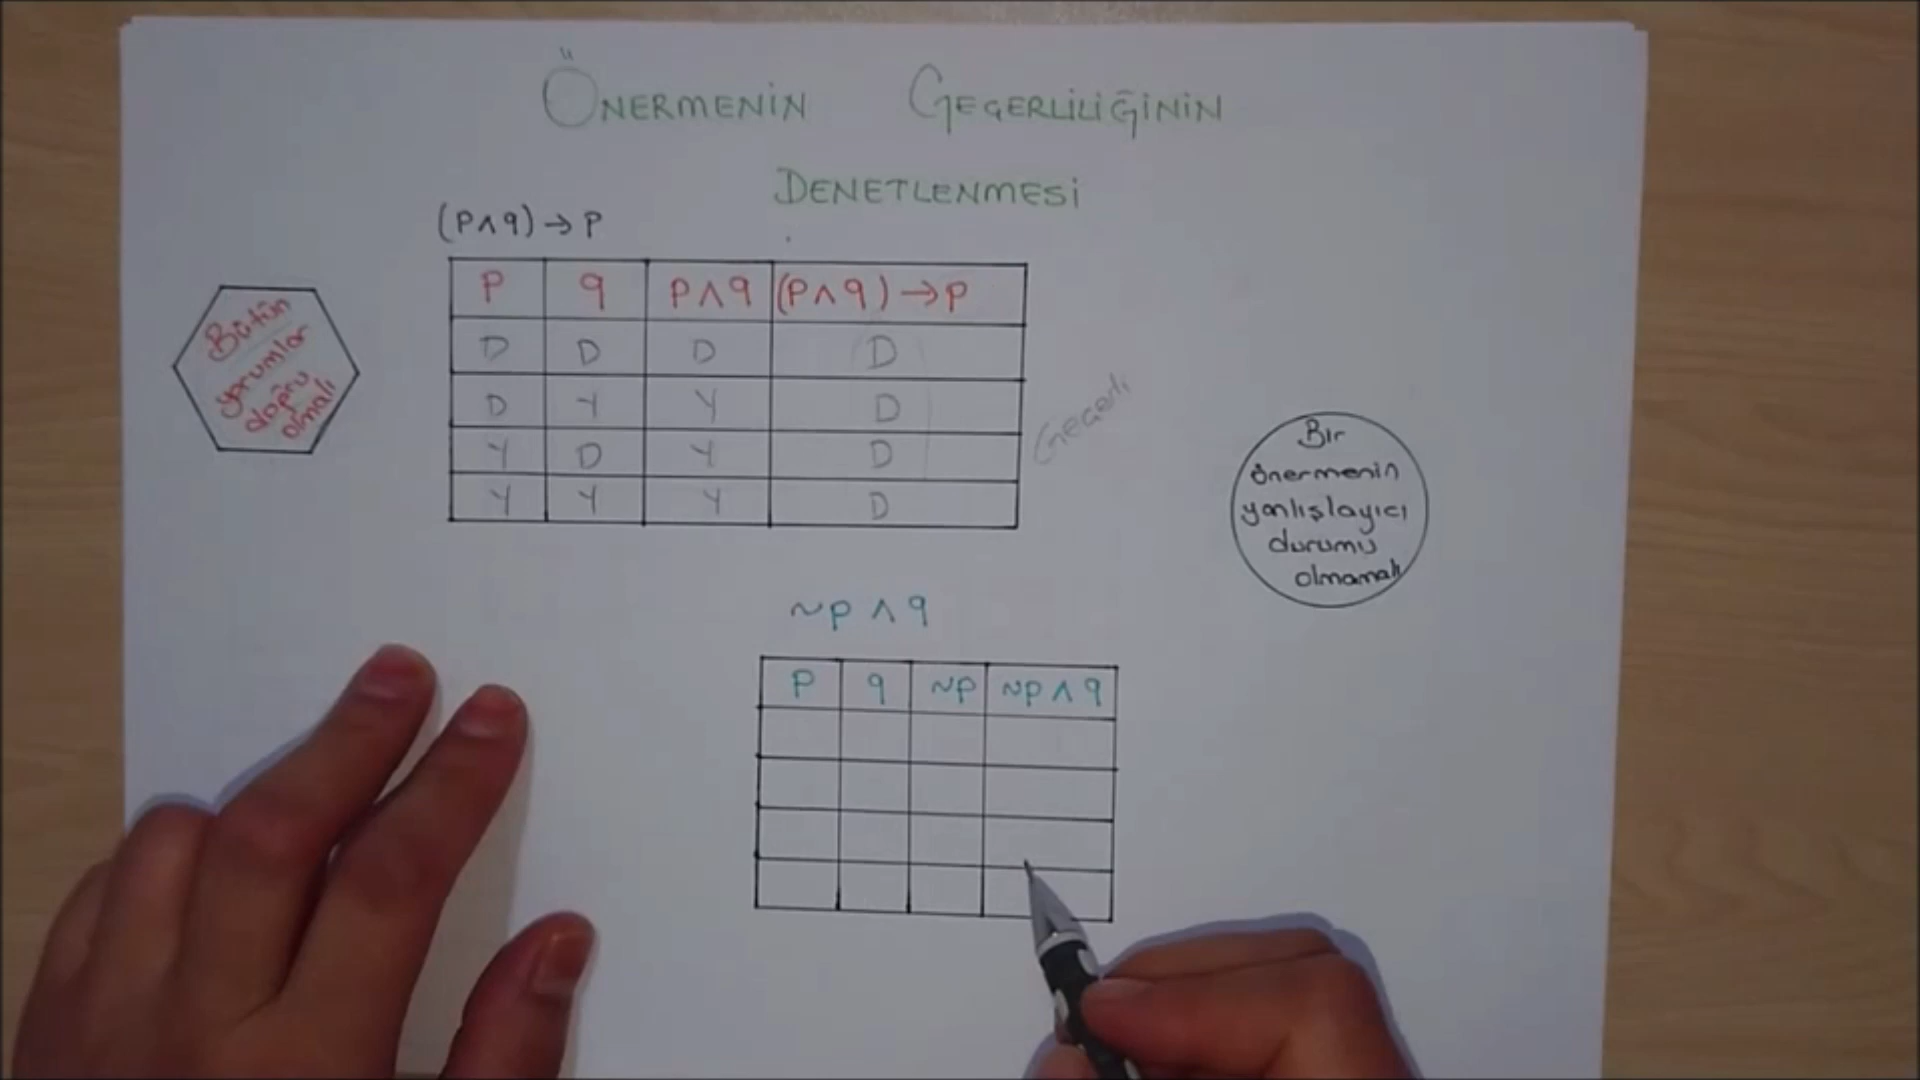 ÖNERMENİN GEÇERLİLİĞİNİN
DENETLENMESİ
(P∧q)→P
P q P∧q (P∧q)→p
D D D D
D Y Y D
Y D Y D
Y Y Y D
Geçerli
Bütün
yorumlar
doğru
olmalı
Bir
önermenin
yanlışlayıcı
durumu
olmamalı
~p ∧ q
P q ~p ~p ∧ q